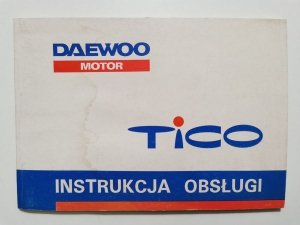 DAEWOO
MOTOR
TICO
INSTRUKCJA OBSŁUGI